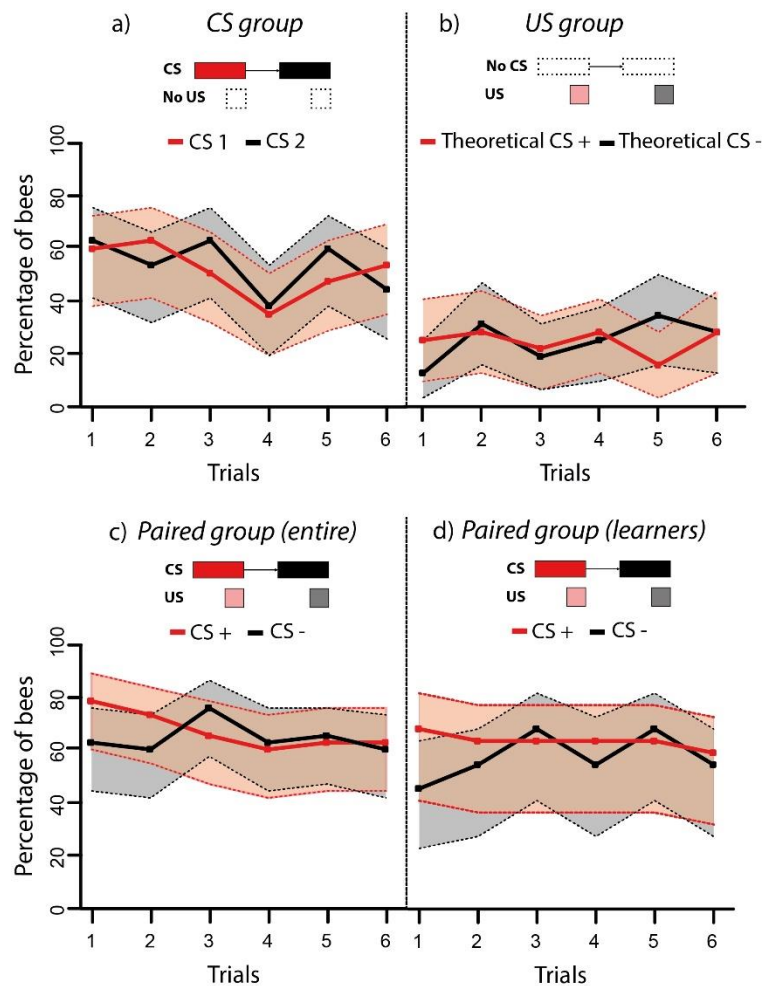 a) CS group
CS
No US
CS 1 CS 2
Percentage of bees
100
80
60
40
20
0
1 2 3 4 5 6
Trials
b) US group
No CS
US
Theoretical CS + Theoretical CS -
1 2 3 4 5 6
Trials
c) Paired group (entire)
CS
US
CS + CS -
Percentage of bees
100
80
60
40
20
0
1 2 3 4 5 6
Trials
d) Paired group (learners)
CS
US
CS + CS -
1 2 3 4 5 6
Trials